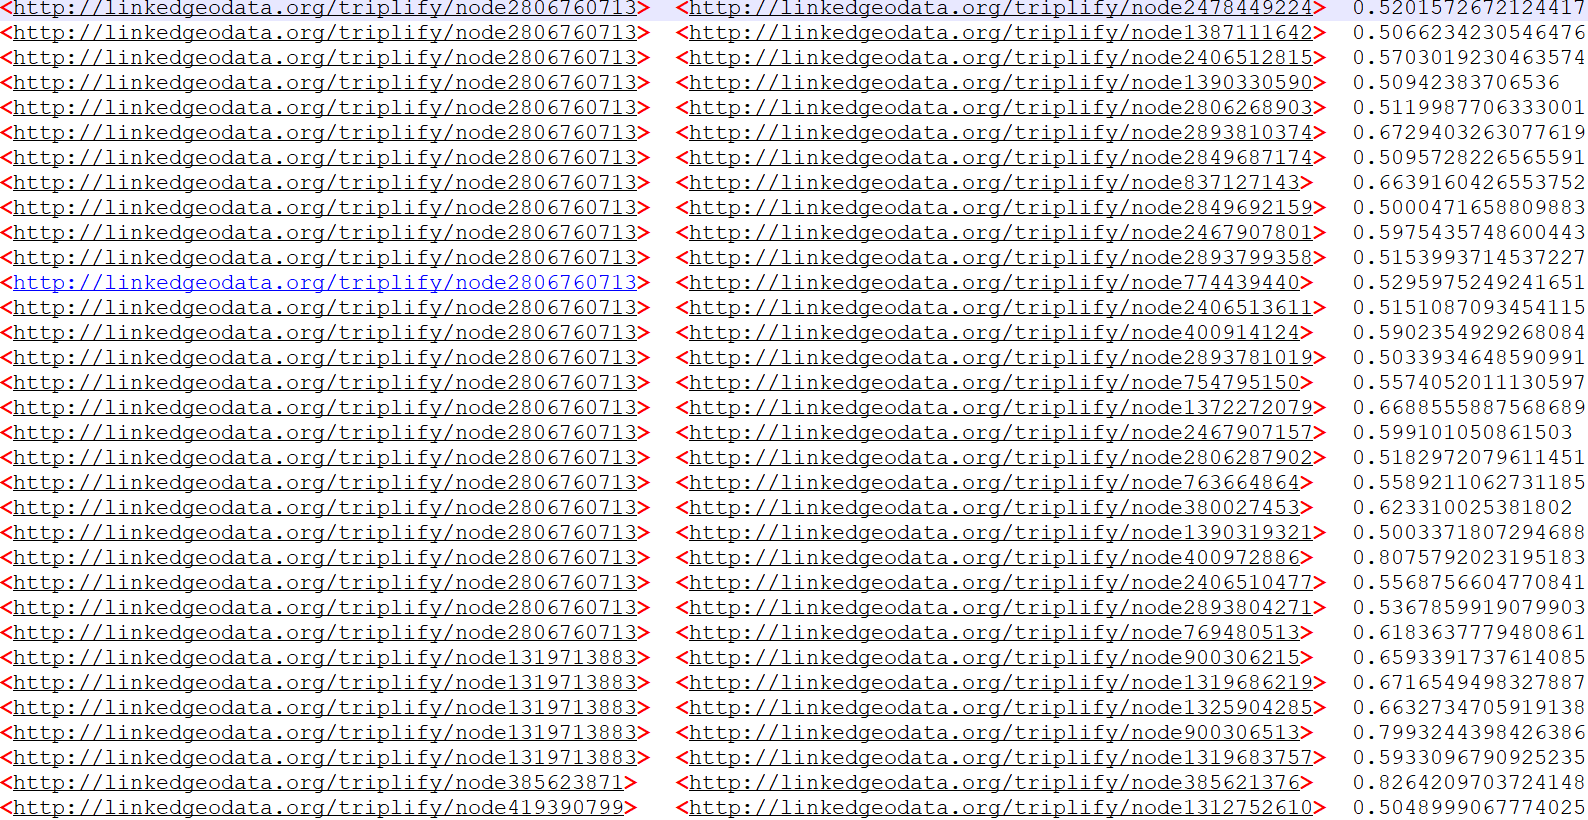 <http://linkedgeodata.org/triplify/node2806760713> <http://linkedgeodata.org/triplify/node2478449224> 0.5201572672124417
<http://linkedgeodata.org/triplify/node2806760713> <http://linkedgeodata.org/triplify/node1387111642> 0.5066234230546476
<http://linkedgeodata.org/triplify/node2806760713> <http://linkedgeodata.org/triplify/node2406512815> 0.5703019230463574
<http://linkedgeodata.org/triplify/node2806760713> <http://linkedgeodata.org/triplify/node1390330590> 0.50942383706536
<http://linkedgeodata.org/triplify/node2806760713> <http://linkedgeodata.org/triplify/node2806268903> 0.5119987706333001
<http://linkedgeodata.org/triplify/node2806760713> <http://linkedgeodata.org/triplify/node2893810374> 0.6729403263077619
<http://linkedgeodata.org/triplify/node2806760713> <http://linkedgeodata.org/triplify/node2849687174> 0.5095728226565591
<http://linkedgeodata.org/triplify/node2806760713> <http://linkedgeodata.org/triplify/node837127143> 0.6639160426553752
<http://linkedgeodata.org/triplify/node2806760713> <http://linkedgeodata.org/triplify/node2849692159> 0.5000471658809883
<http://linkedgeodata.org/triplify/node2806760713> <http://linkedgeodata.org/triplify/node2467907801> 0.5975435748600443
<http://linkedgeodata.org/triplify/node2806760713> <http://linkedgeodata.org/triplify/node2893799358> 0.5153993714537227
<http://linkedgeodata.org/triplify/node2806760713> <http://linkedgeodata.org/triplify/node774439440> 0.5295975249241651
<http://linkedgeodata.org/triplify/node2806760713> <http://linkedgeodata.org/triplify/node2406513611> 0.5151087093454115
<http://linkedgeodata.org/triplify/node2806760713> <http://linkedgeodata.org/triplify/node400914124> 0.5902354929268084
<http://linkedgeodata.org/triplify/node2806760713> <http://linkedgeodata.org/triplify/node2893781019> 0.5033934648590991
<http://linkedgeodata.org/triplify/node2806760713> <http://linkedgeodata.org/triplify/node754795150> 0.5574052011130597
<http://linkedgeodata.org/triplify/node2806760713> <http://linkedgeodata.org/triplify/node1372272079> 0.6688555887568689
<http://linkedgeodata.org/triplify/node2806760713> <http://linkedgeodata.org/triplify/node2467907157> 0.599101050861503
<http://linkedgeodata.org/triplify/node2806760713> <http://linkedgeodata.org/triplify/node2806287902> 0.5182972079611451
<http://linkedgeodata.org/triplify/node2806760713> <http://linkedgeodata.org/triplify/node763664864> 0.5589211062731185
<http://linkedgeodata.org/triplify/node2806760713> <http://linkedgeodata.org/triplify/node380027453> 0.623310025381802
<http://linkedgeodata.org/triplify/node2806760713> <http://linkedgeodata.org/triplify/node1390319321> 0.5003371807294688
<http://linkedgeodata.org/triplify/node2806760713> <http://linkedgeodata.org/triplify/node400972886> 0.8075792023195183
<http://linkedgeodata.org/triplify/node2806760713> <http://linkedgeodata.org/triplify/node2406510477> 0.5568756604770841
<http://linkedgeodata.org/triplify/node2806760713> <http://linkedgeodata.org/triplify/node2893804271> 0.5367859919079903
<http://linkedgeodata.org/triplify/node2806760713> <http://linkedgeodata.org/triplify/node769480513> 0.6183637779480861
<http://linkedgeodata.org/triplify/node1319713883> <http://linkedgeodata.org/triplify/node900306215> 0.6593391737614085
<http://linkedgeodata.org/triplify/node1319713883> <http://linkedgeodata.org/triplify/node1319686219> 0.6716549498327887
<http://linkedgeodata.org/triplify/node1319713883> <http://linkedgeodata.org/triplify/node1325904285> 0.6632734705919138
<http://linkedgeodata.org/triplify/node1319713883> <http://linkedgeodata.org/triplify/node900306513> 0.7993244398426386
<http://linkedgeodata.org/triplify/node1319713883> <http://linkedgeodata.org/triplify/node1319683757> 0.5933096790925235
<http://linkedgeodata.org/triplify/node385623871> <http://linkedgeodata.org/triplify/node385621376> 0.8264209703724148
<http://linkedgeodata.org/triplify/node419390799> <http://linkedgeodata.org/triplify/node1312752610> 0.5048999067774025